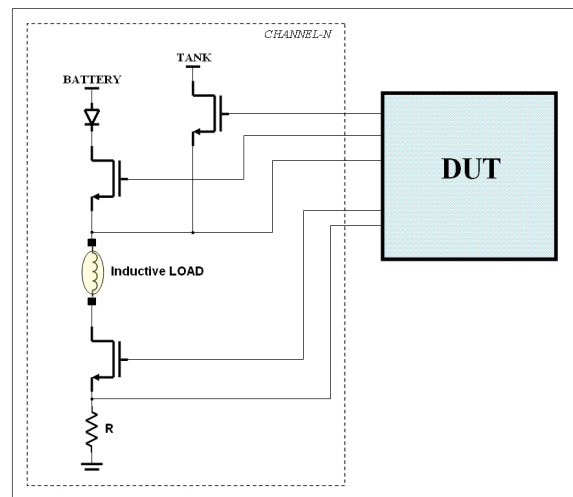 CHANNEL-N
TANK
BATTERY
DUT
Inductive LOAD
R